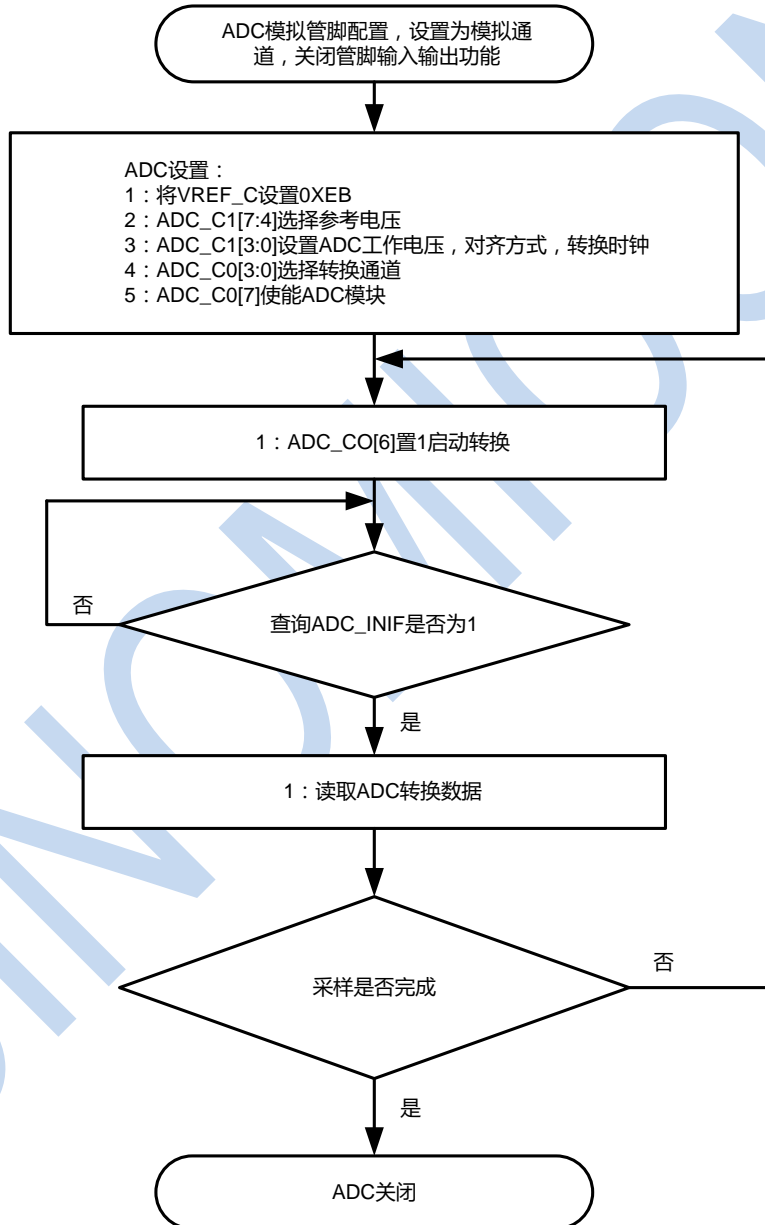 ADC模拟管脚配置，设置为模拟通
道，关闭管脚输入输出功能
ADC设置：
1：将VREF_C设置0XEB
2：ADC_C1[7:4]选择参考电压
3：ADC_C1[3:0]设置ADC工作电压，对齐方式，转换时钟
4：ADC_C0[3:0]选择转换通道
5：ADC_C0[7]使能ADC模块
1：ADC_CO[6]置1启动转换
否
查询ADC_INIF是否为1
是
1：读取ADC转换数据
否
采样是否完成
是
ADC关闭